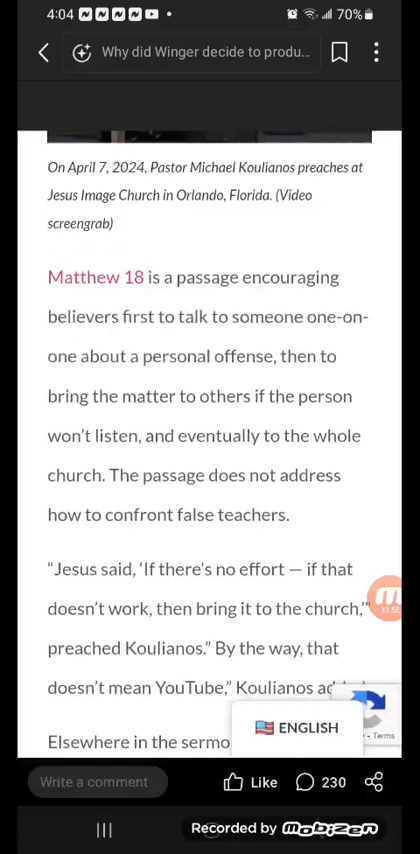 4:04
70%
Why did Winger decide to produ...
On April 7, 2024, Pastor Michael Koulianos preaches at
Jesus Image Church in Orlando, Florida. (Video
screengrab)
Matthew 18 is a passage encouraging
believers first to talk to someone one-on-
one about a personal offense, then to
bring the matter to others if the person
won’t listen, and eventually to the whole
church. The passage does not address
how to confront false teachers.
“Jesus said, ‘If there’s no effort — if that
doesn’t work, then bring it to the church,’”
preached Koulianos.” By the way, that
doesn’t mean YouTube,” Koulianos
ENGLISH
- Terms
Elsewhere in the sermo
Write a comment
Like
230
Recorded by mobizen